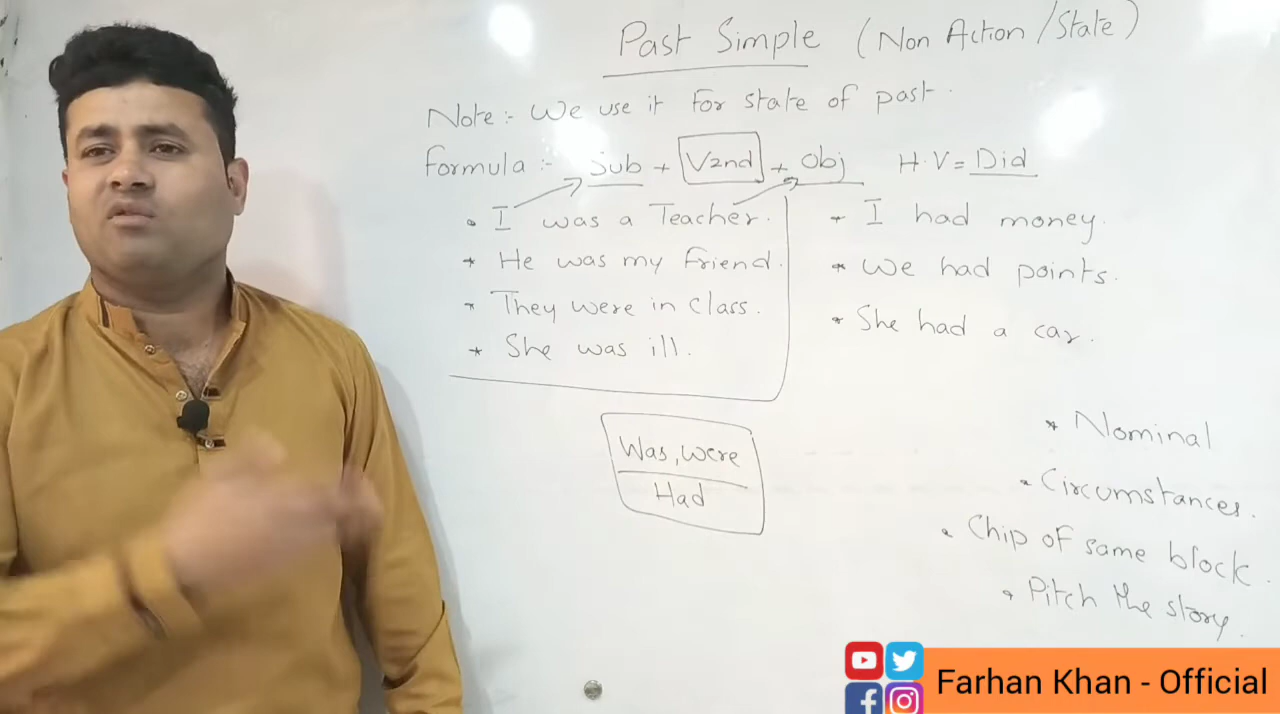 Past Simple (Non Action/State)
Note:- We use it for state of past.
formula:- Sub + V2nd + Obj H.V= Did
• I was a Teacher.
* He was my friend.
* They were in class.
* She was ill.
* I had money.
* We had points.
* She had a car.
Was, were
Had
* Nominal
• Circumstances.
• Chip of same block.
* Pitch the story.
Farhan Khan - Official